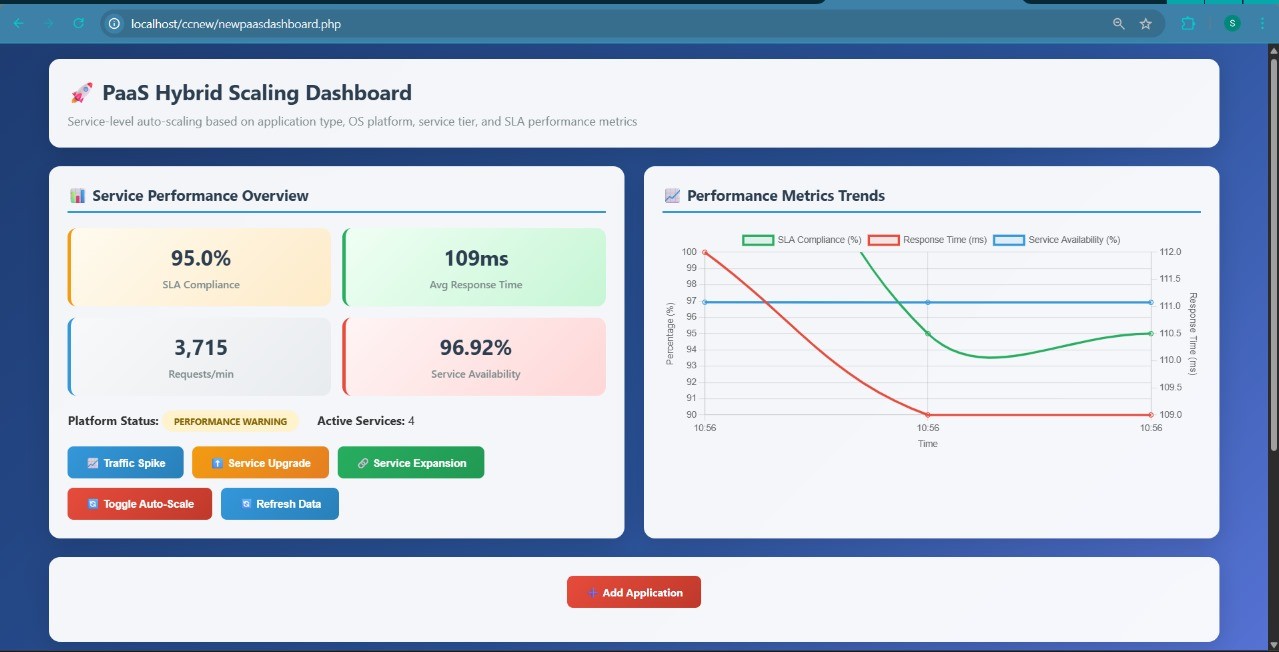 localhost/ccnew/newpaasdashboard.php
S
PaaS Hybrid Scaling Dashboard
Service-level auto-scaling based on application type, OS platform, service tier, and SLA performance metrics
Service Performance Overview
95.0%
SLA Compliance
109ms
Avg Response Time
3,715
Requests/min
96.92%
Service Availability
Platform Status: PERFORMANCE WARNING Active Services: 4
Traffic Spike
Service Upgrade
Service Expansion
Toggle Auto-Scale
Refresh Data
Performance Metrics Trends
SLA Compliance (%) Response Time (ms) Service Availability (%)
Percentage (%)
100
99
98
97
96
95
94
93
92
91
90
112.0
111.5
111.0
110.5
110.0
109.5
109.0
Response Time (ms)
10:56 10:56 10:56
Time
Add Application